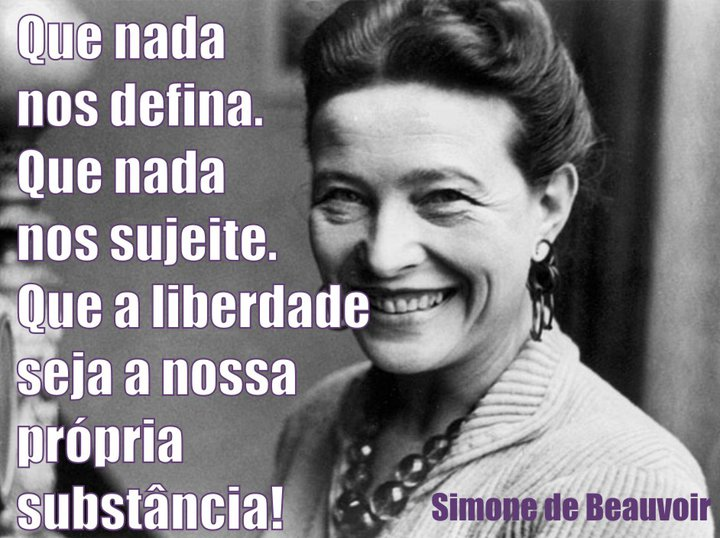 Que nada
nos defina.
Que nada
nos sujeite.
Que a liberdade
seja a nossa
própria
substância!
Simone de Beauvoir